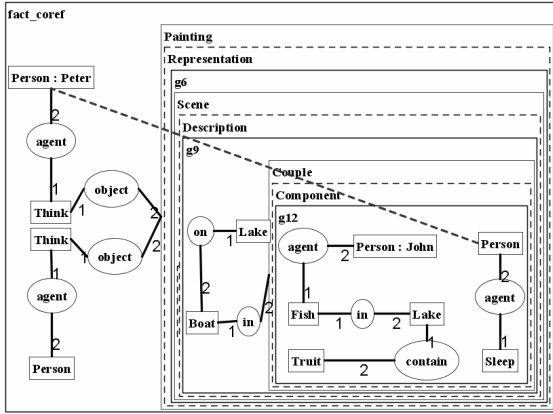 fact_coref
Painting
Representation
g6
Scene
Description
g9
Couple
Component
g12
Person : Peter
2
agent
1
Think
1
object
2
Think
1
object
2
1
agent
2
Person
on
1
Lake
2
Boat
1
in
2
agent
2
Person : John
1
Fish
1
in
2
Lake
1
contain
2
Truit
Person
2
agent
1
Sleep